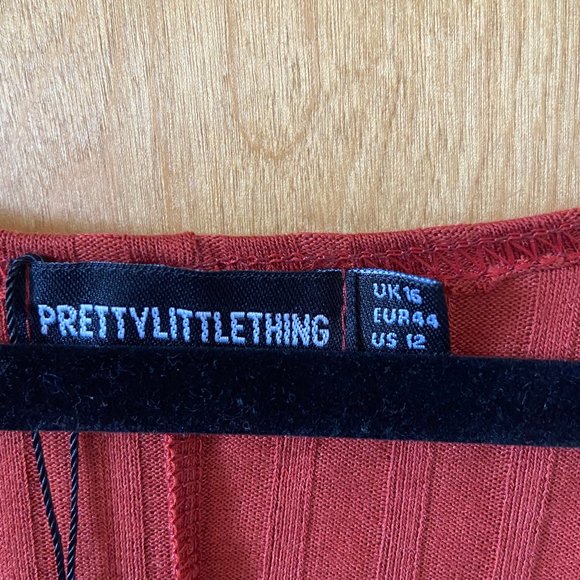 PRETTYLITTLETHING
UK 16
EUR 44
US 12